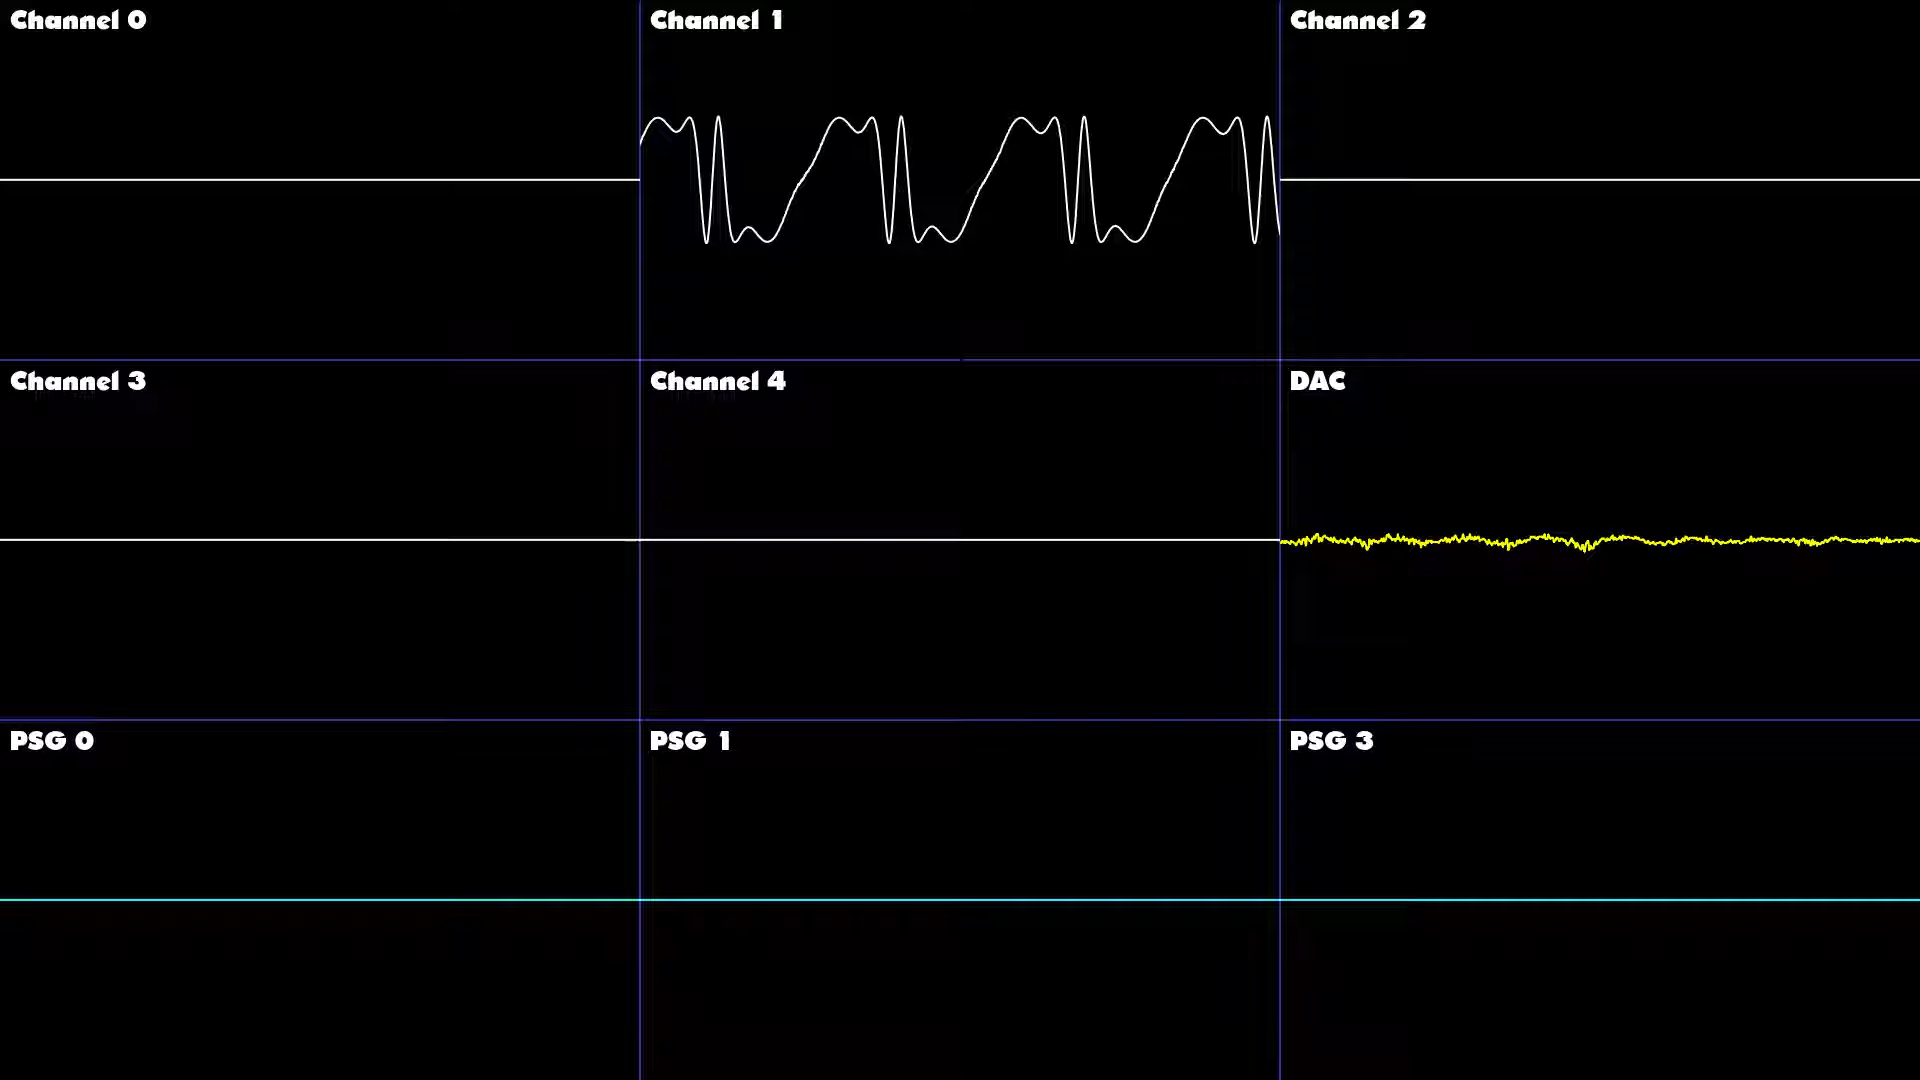 Channel 0
Channel 1
Channel 2
Channel 3
Channel 4
DAC
PSG 0
PSG 1
PSG 3